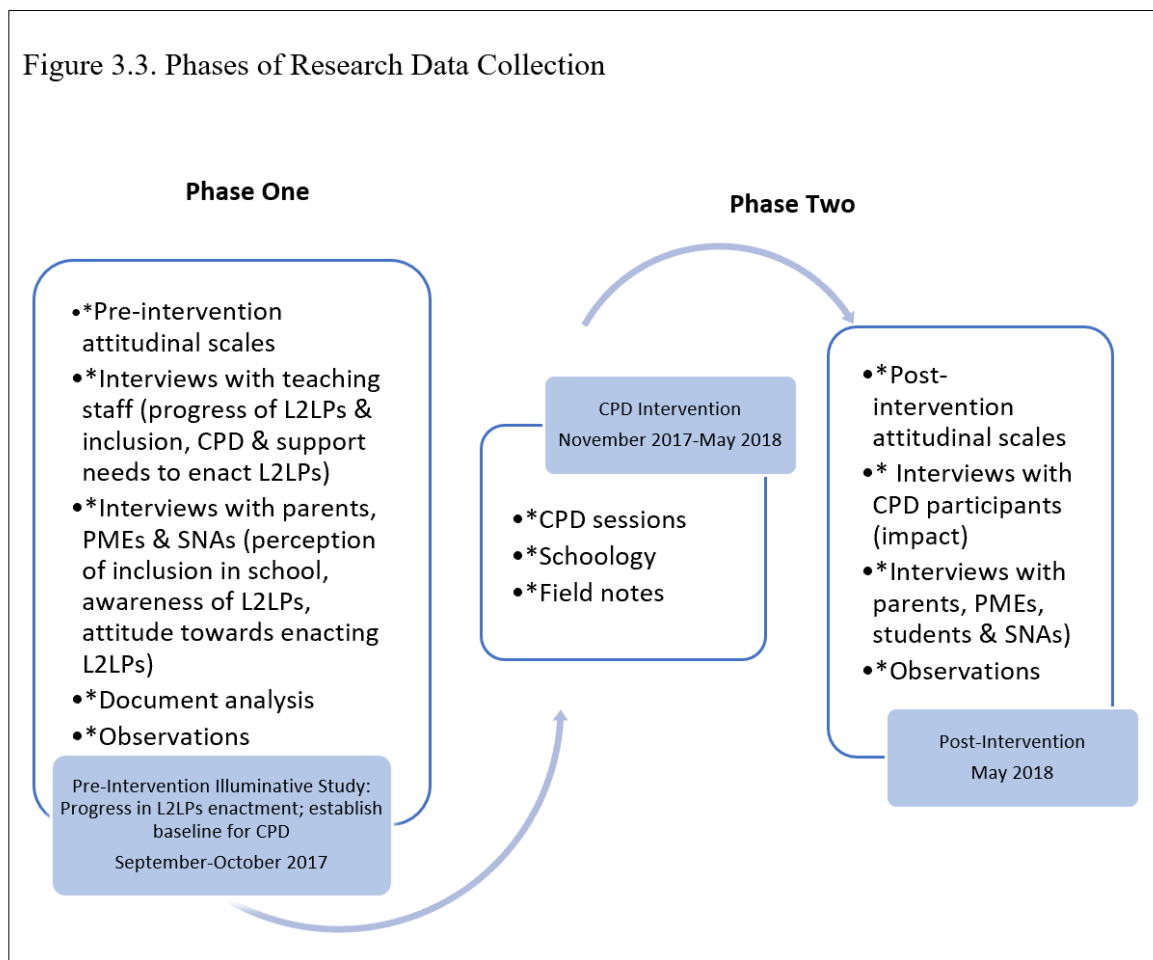 Figure 3.3. Phases of Research Data Collection
Phase One
•*Pre-intervention
attitudinal scales
•*Interviews with teaching
staff (progress of L2LPs &
inclusion, CPD & support
needs to enact L2LPs)
•*Interviews with parents,
PMEs & SNAs (perception
of inclusion in school,
awareness of L2LPs,
attitude towards enacting
L2LPs)
•*Document analysis
•*Observations
Pre-Intervention Illuminative Study:
Progress in L2LPs enactment; establish
baseline for CPD
September-October 2017
Phase Two
CPD Intervention
November 2017-May 2018
•*CPD sessions
•*Schoology
•*Field notes
•*Post-
intervention
attitudinal scales
•* Interviews with
CPD participants
(impact)
•*Interviews with
parents, PMEs,
students & SNAs)
•*Observations
Post-Intervention
May 2018